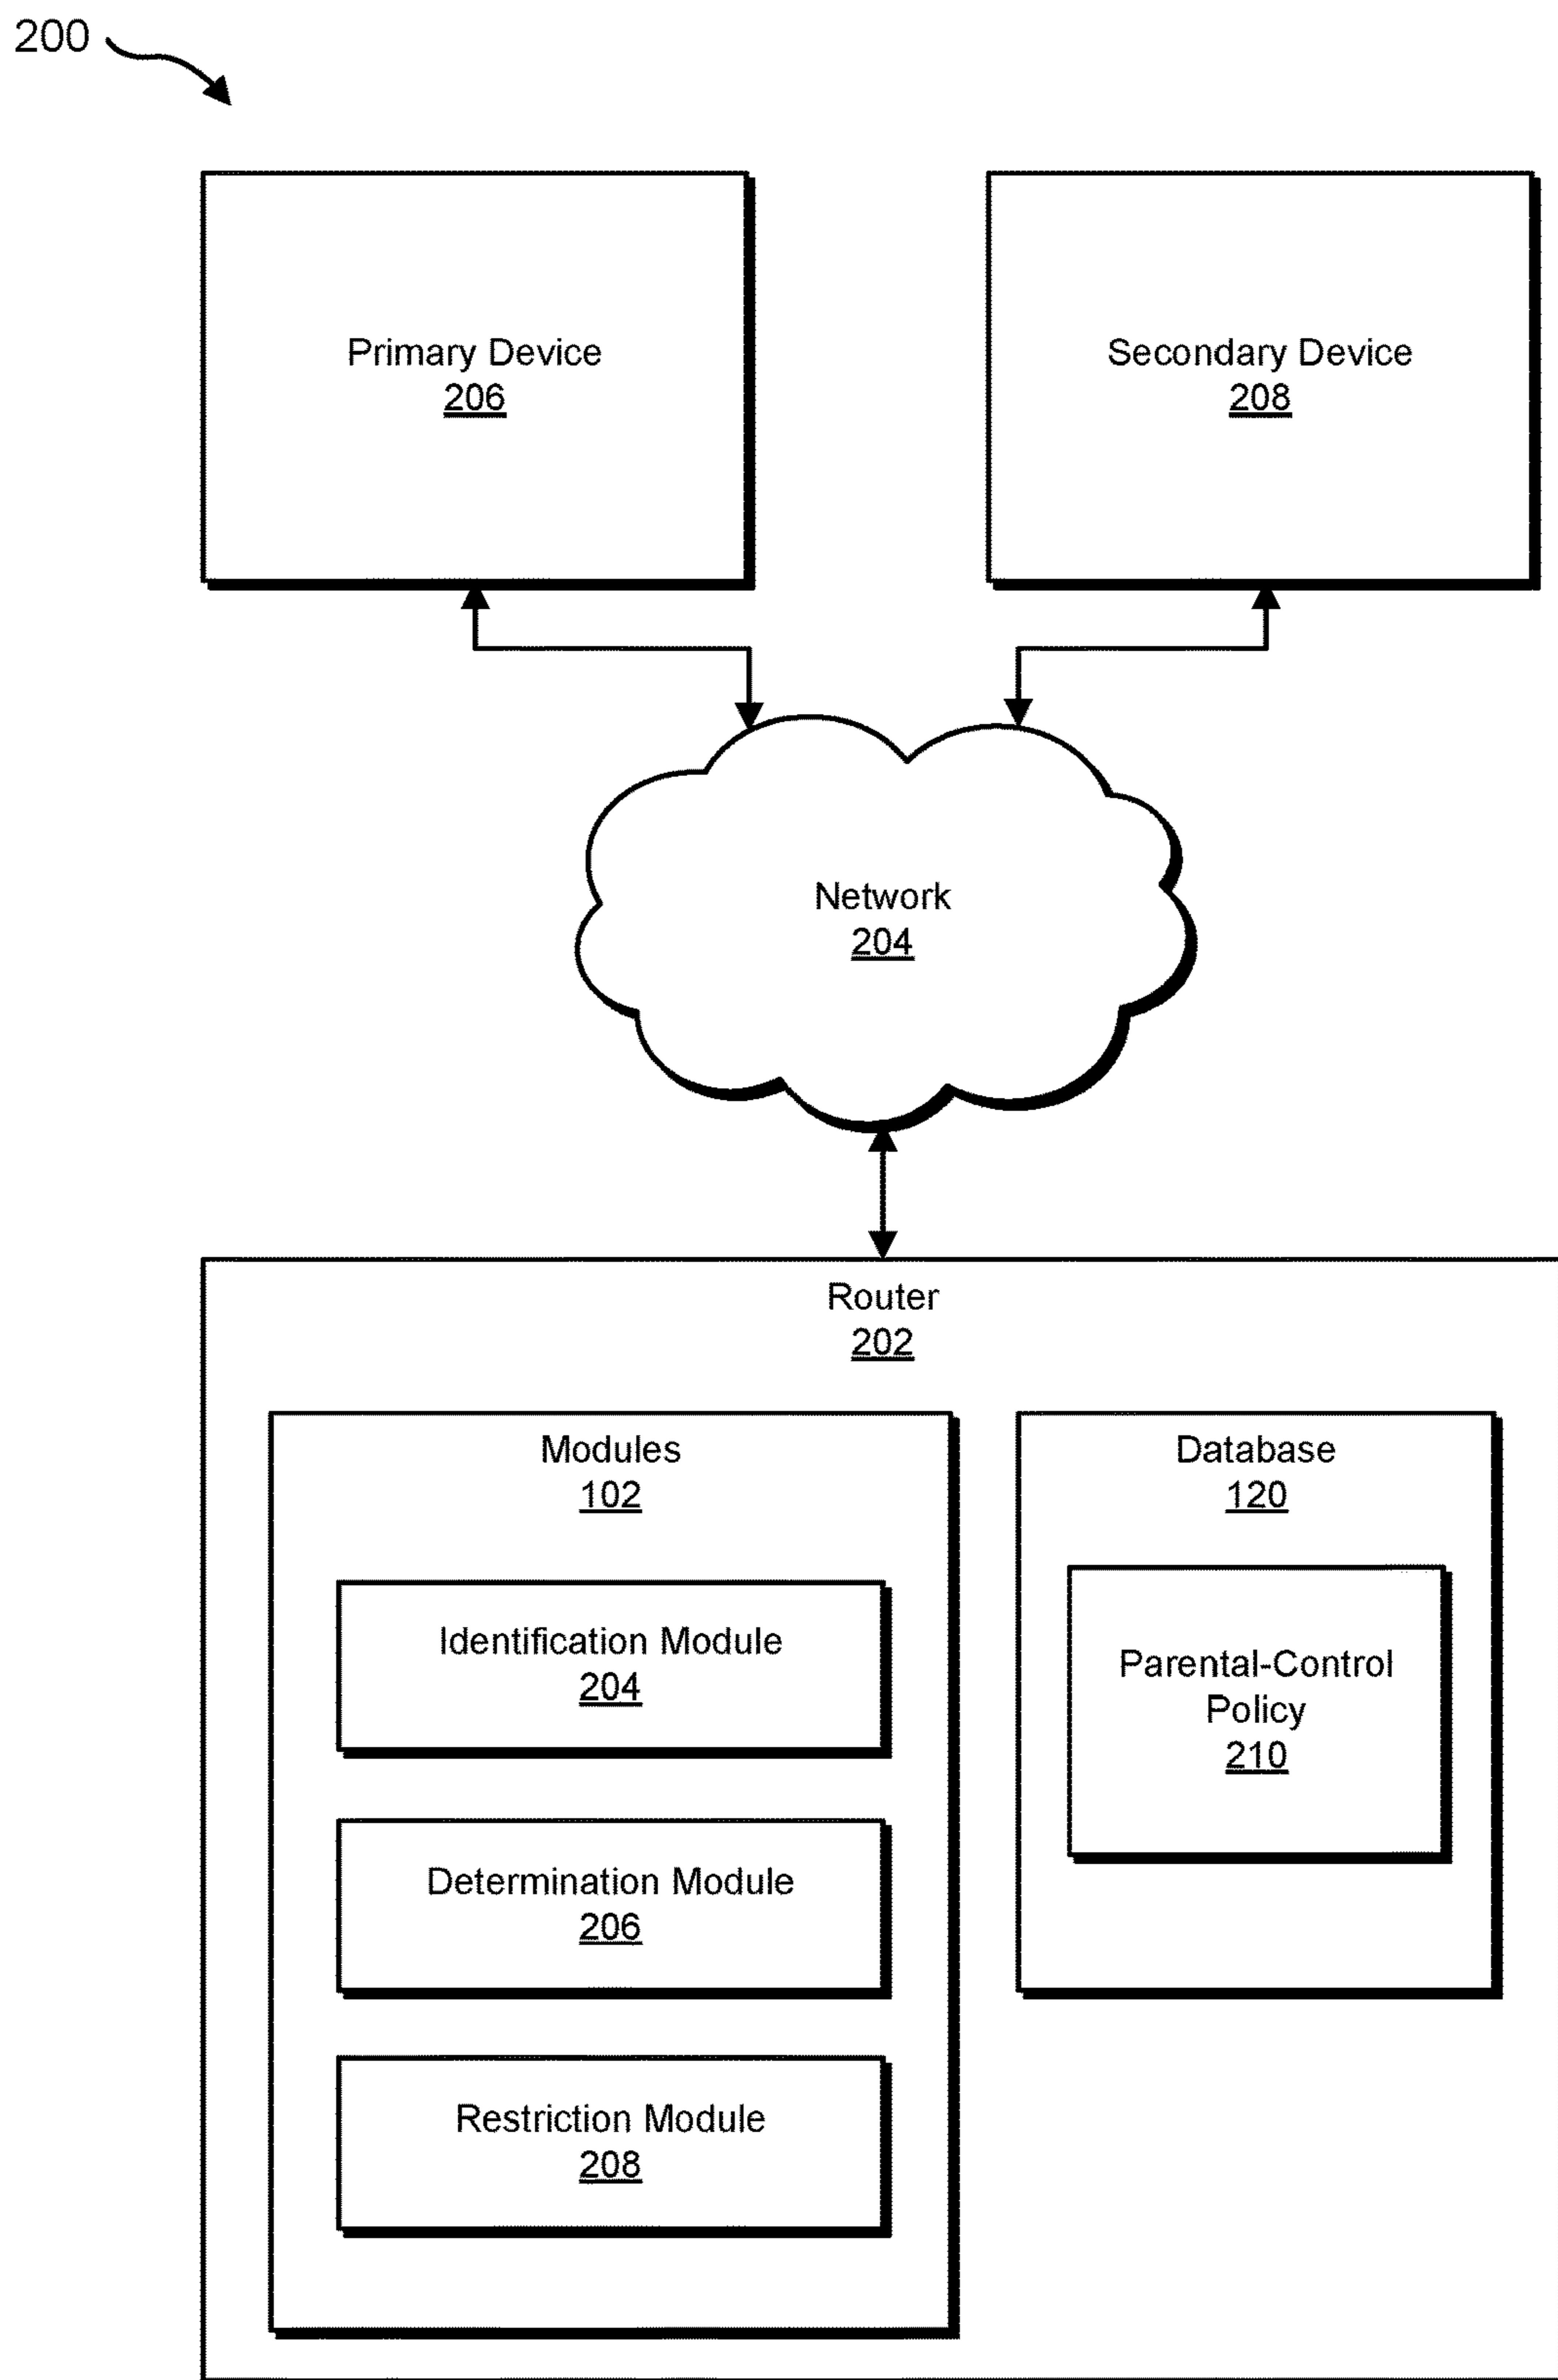 200
Primary Device
206
Secondary Device
208
Network
204
Router
202
Modules
102
Identification Module
204
Determination Module
206
Restriction Module
208
Database
120
Parental-Control
Policy
210